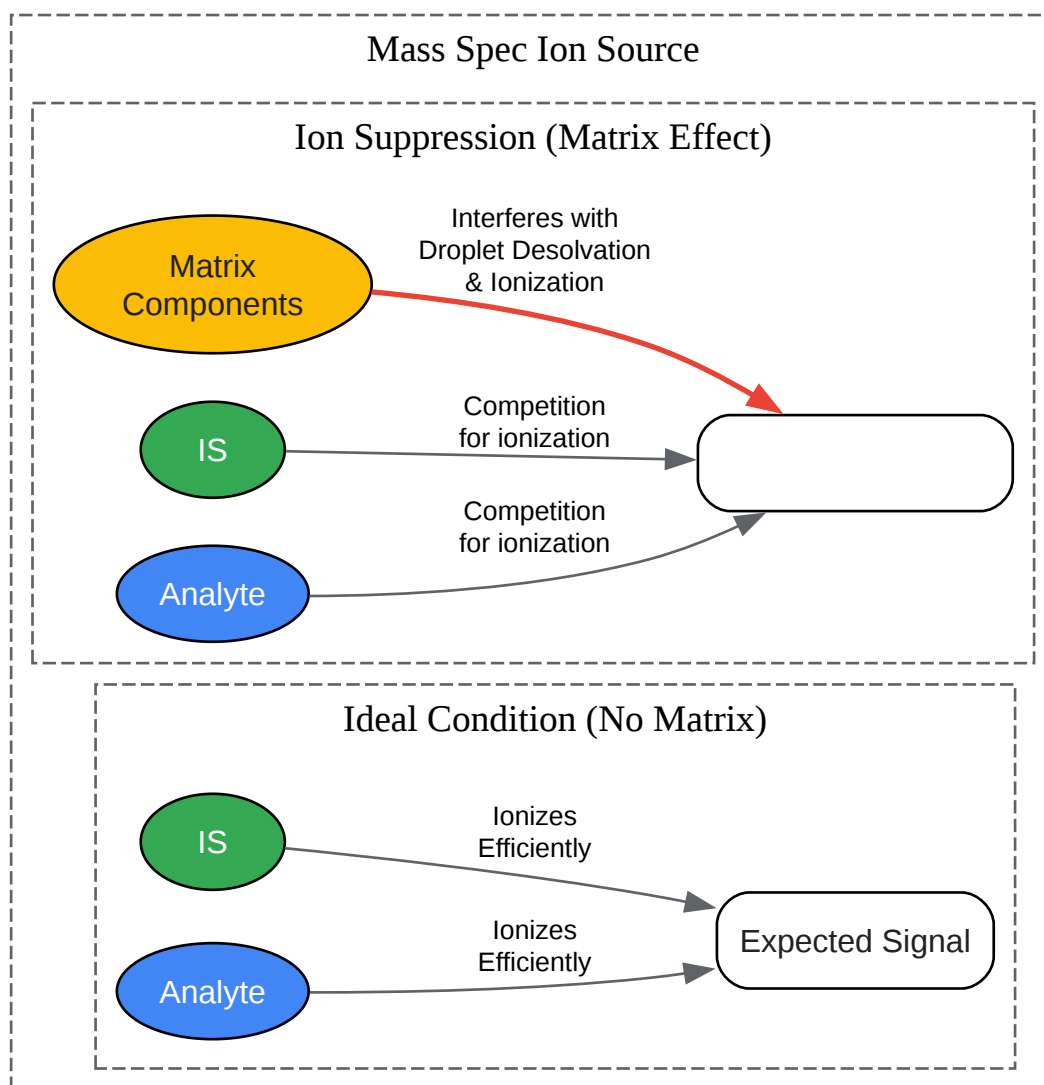 Mass Spec Ion Source
Ion Suppression (Matrix Effect)
Interferes with
Droplet Desolvation
& Ionization
Matrix
Components
Competition
for ionization
IS
Competition
for ionization
Analyte
Ideal Condition (No Matrix)
Ionizes
Efficiently
IS
Ionizes
Efficiently
Expected Signal
Analyte